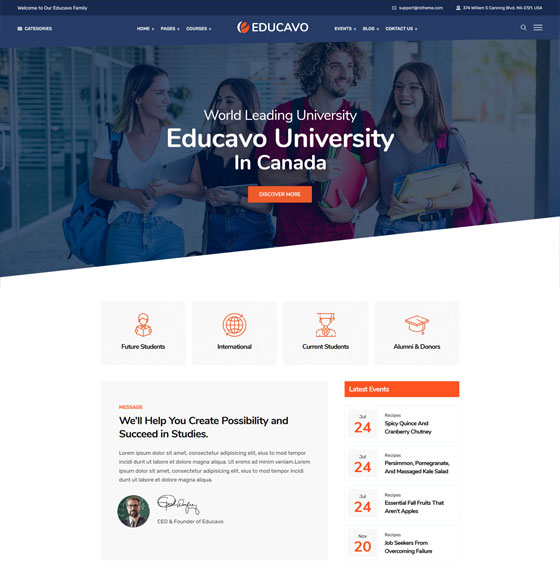 Welcome to Our Educavo Family
support@rstheme.com
374 William S Canning Blvd, MA 2721, USA
CATEGORIES
HOME +
PAGES +
COURSES +
EDUCAVO
EVENTS +
BLOG +
CONTACT US +
World Leading University
Educavo University
In Canada
DISCOVER MORE
Future Students
International
Current Students
Alumni & Donors
MESSAGE
We'll Help You Create Possibility and
Succeed in Studies.
Lorem ipsum dolor sit amet, consectetur adipisicing elit, eius to mod tempor
incidi dunt ut labore et dolore magna aliqua. Ut enims ad minim veniam.Lorem
ipsum dolor sit amet, consectetur adipisicing elit, eius to mod tempor incidi
dunt ut labore et dolore magna aliqua.
CEO & Founder of Educavo
Latest Events
Jul
24
Recipes
Spicy Quince And
Cranberry Chutney
Jul
24
Recipes
Persimmon, Pomegranate,
And Massaged Kale Salad
Jul
24
Recipes
Essential Fall Fruits That
Aren't Apples
Nov
20
Recipes
Job Seekers From
Overcoming Failure